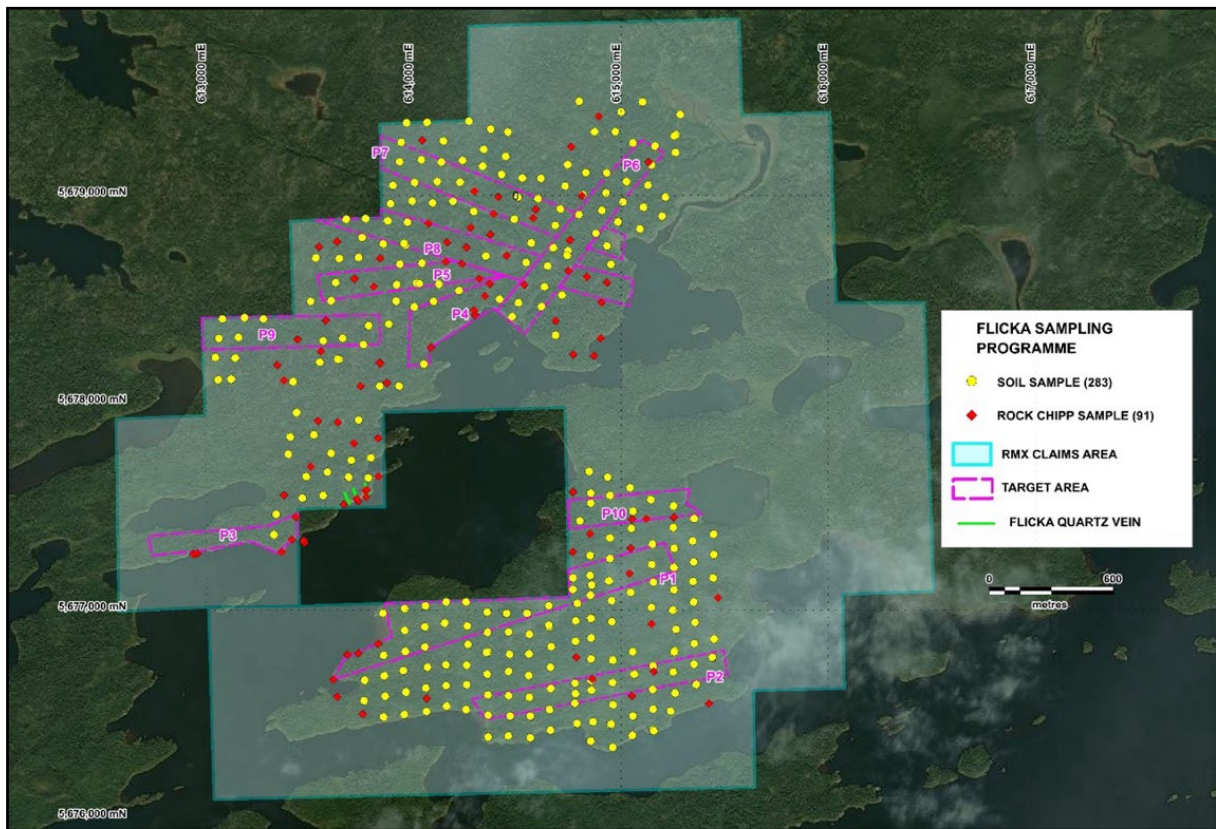 613,000 mE
614,000 mE
615,000 mE
616,000 mE
617,000 mE
P7
P6
5,679,000 mN
P8
P5
P4
P9
FLICKA SAMPLING
PROGRAMME
SOIL SAMPLE (283)
5,678,000 mN
ROCK CHIPP SAMPLE (91)
RMX CLAIMS AREA
TARGET AREA
P10
FLICKA QUARTZ VEIN
P3
P1
0 600
metres
5,677,000 mN
P2
5,676,000 mN